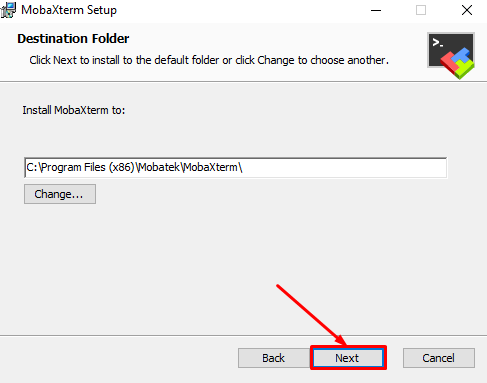 MobaXterm Setup
Destination Folder
Click Next to install to the default folder or click Change to choose another.
>_
Install MobaXterm to:
C:\Program Files (x86)\Mobatek\MobaXterm\
Change...
Back
Next
Cancel